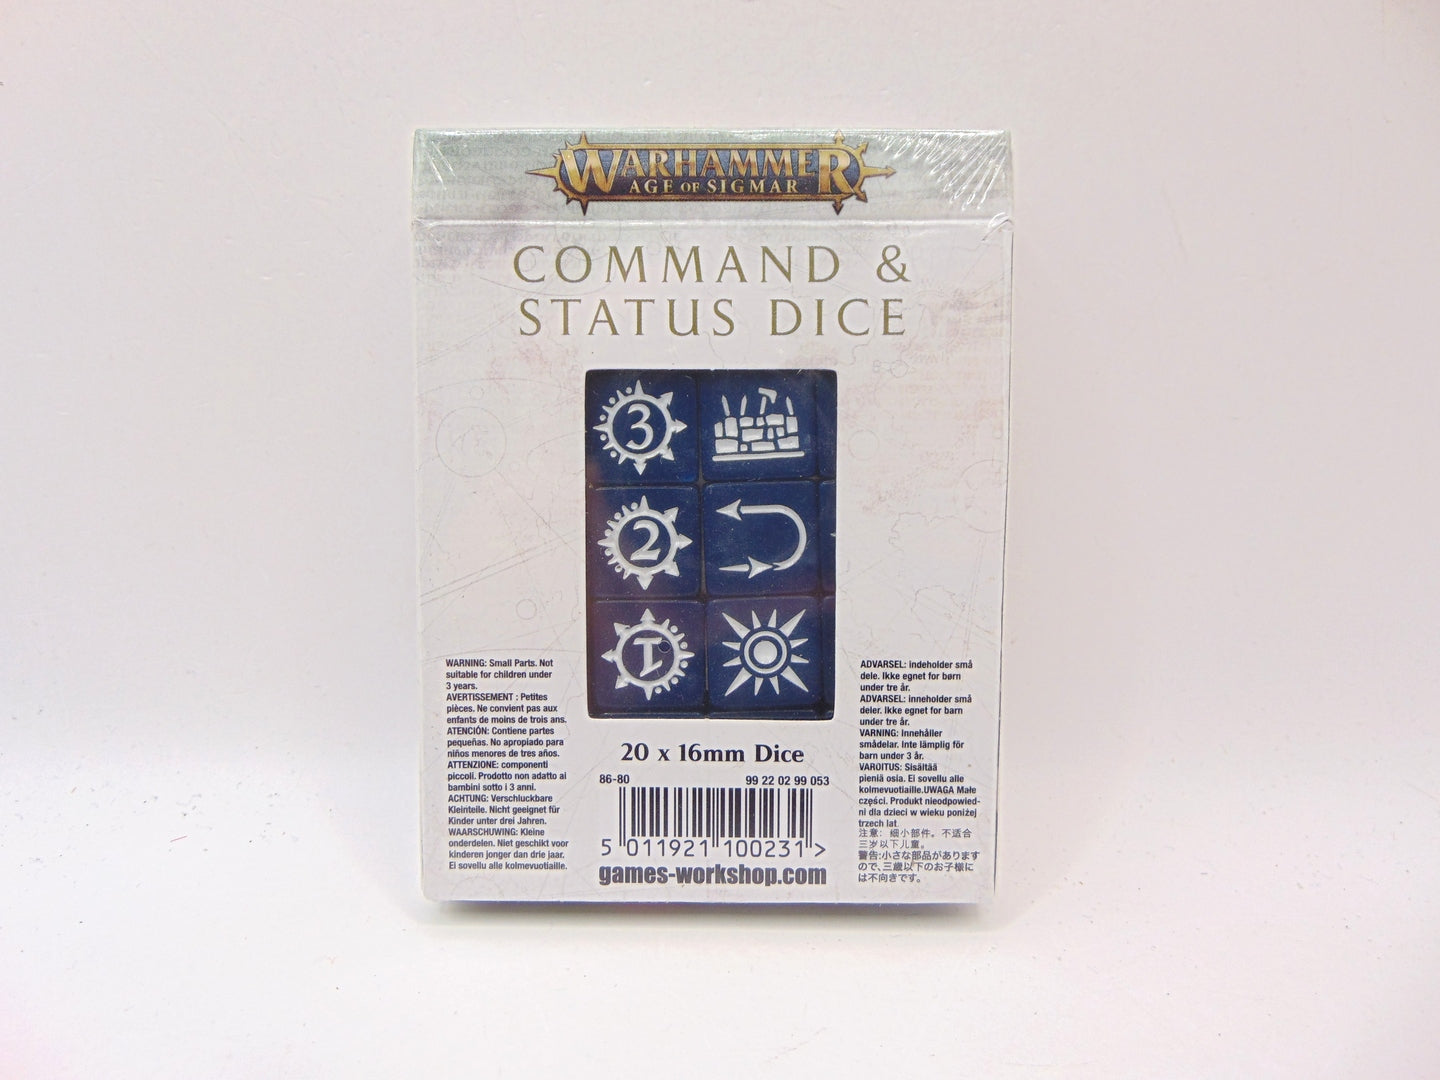 WARHAMMER
AGE OF SIGMAR
COMMAND &
STATUS DICE
3
2
1
WARNING: Small Parts. Not
suitable for children under
3 years.
AVERTISSEMENT : Petites
pièces. Ne convient pas aux
enfants de moins de trois ans.
ATENCIÓN: Contiene partes
pequeñas. No apropiado para
niños menores de tres años.
ATTENZIONE: componenti
piccoli. Prodotto non adatto ai
bambini sotto i 3 anni.
ACHTUNG: Verschluckbare
Kleinteile. Nicht geeignet für
Kinder unter drei Jahren.
WAARSCHUWING: Kleine
onderdelen. Niet geschikt voor
kinderen jonger dan drie jaar.
Ei sovellu alle kolmevuotiaille.
20 x 16mm Dice
86-80 99 22 02 99 053
5 011921 100231 >
games-workshop.com
ADVARSEL: indeholder små
dele. Ikke egnet for børn
under tre år.
ADVARSEL: inneholder små
deler. Ikke egnet for barn
under tre år.
VARNING: Innehåller
smådelar. Inte lämplig för
barn under 3 år.
VAROITUS: Sisältää
pieniä osia. Ei sovellu alle
kolmevuotiaille.UWAGA Małe
części. Produkt nieodpowied-
ni dla dzieci w wieku poniżej
trzech lat
注意: 细小部件。不适合
三岁以下儿童。
警告:小さな部品があります
ので、三歳以下のお子様に
は不向きです。